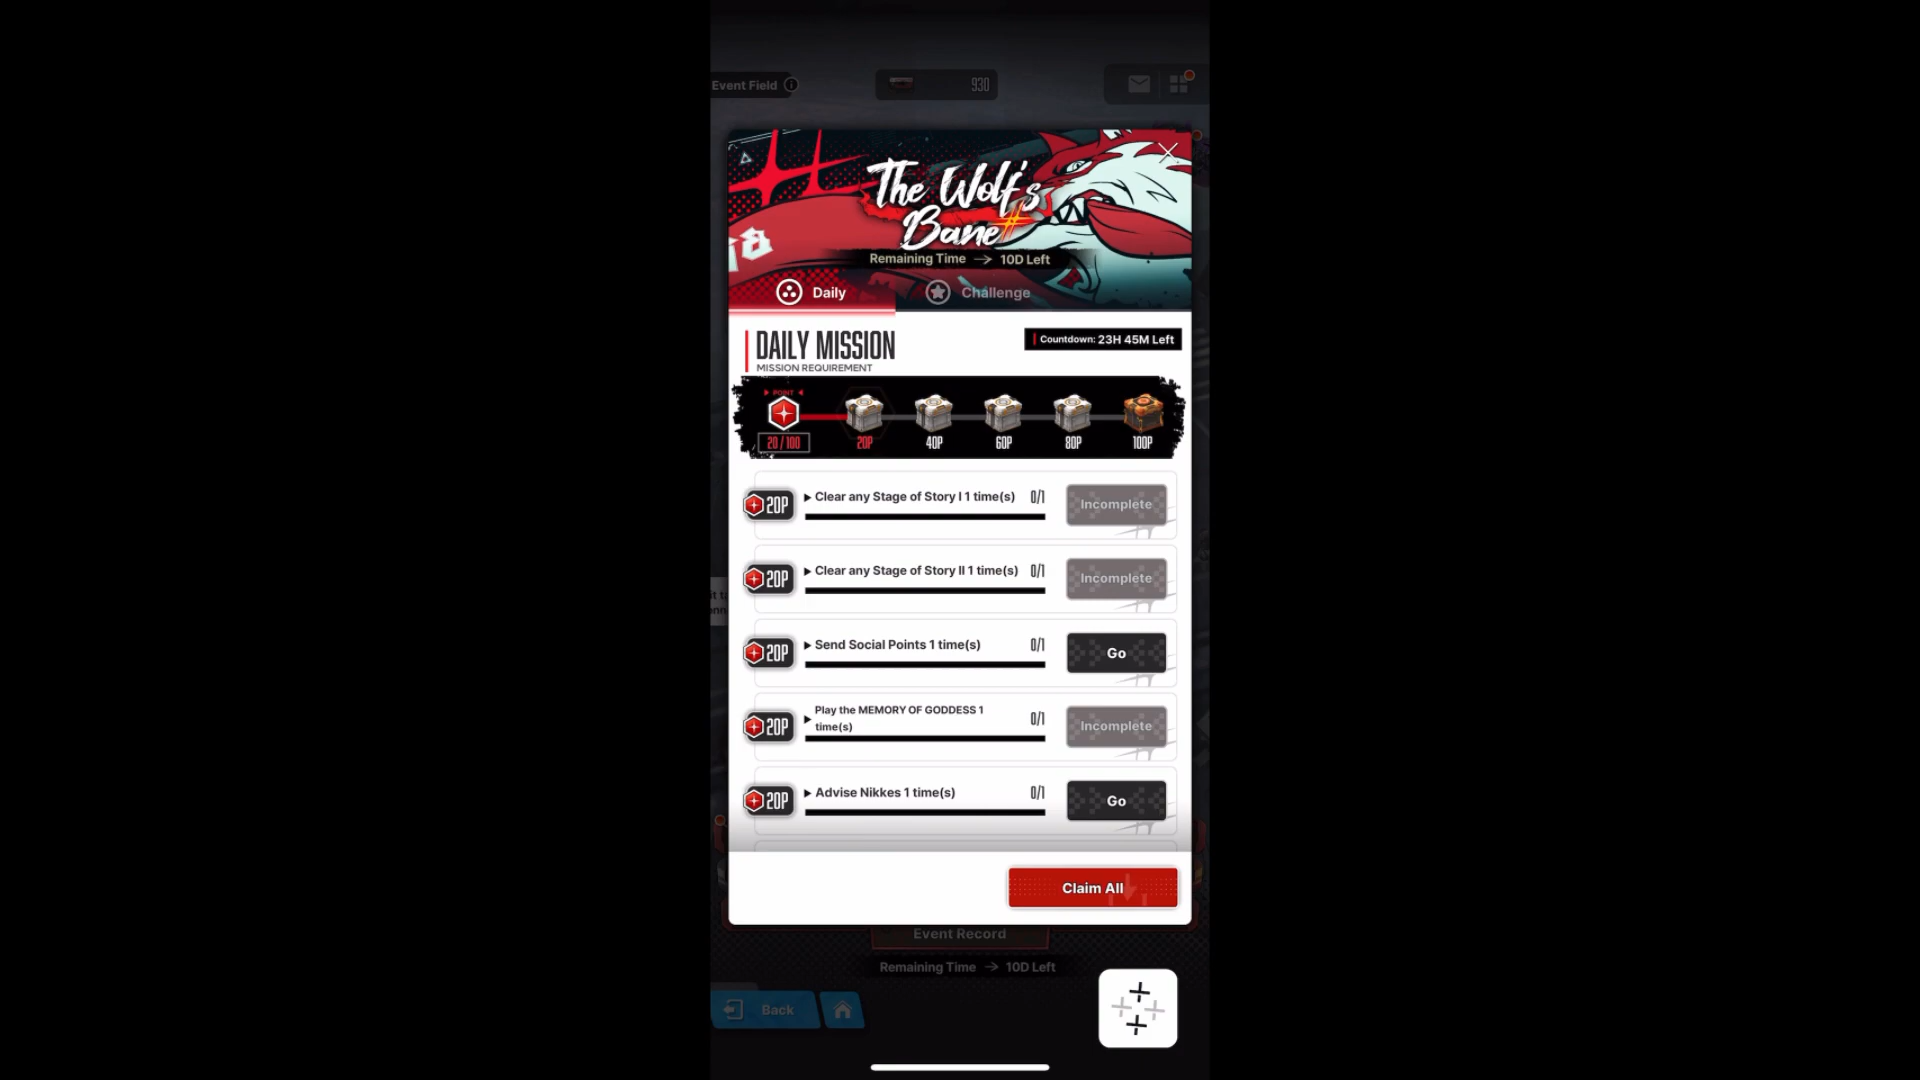 Event Field
930
The Wolf's
Bane
Remaining Time → 10D Left
Daily
Challenge
DAILY MISSION
MISSION REQUIREMENT
Countdown: 23H 45M Left
POINT
20 / 100
20P
40P
60P
80P
100P
20P
Clear any Stage of Story I 1 time(s)
0/1
Incomplete
20P
Clear any Stage of Story II 1 time(s)
0/1
Incomplete
20P
Send Social Points 1 time(s)
0/1
Go
20P
Play the MEMORY OF GODDESS 1
time(s)
0/1
Incomplete
20P
Advise Nikkes 1 time(s)
0/1
Go
Claim All
Event Record
Remaining Time → 10D Left
Back